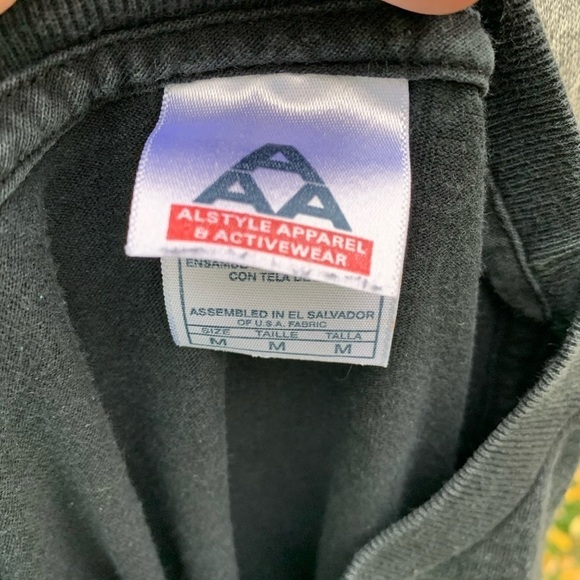 A
A A
ALSTYLE APPAREL
& ACTIVEWEAR
CON TELA DE
ASSEMBLED IN EL SALVADOR
OF U.S.A. FABRIC
SIZE TAILLE TALLA
M M M